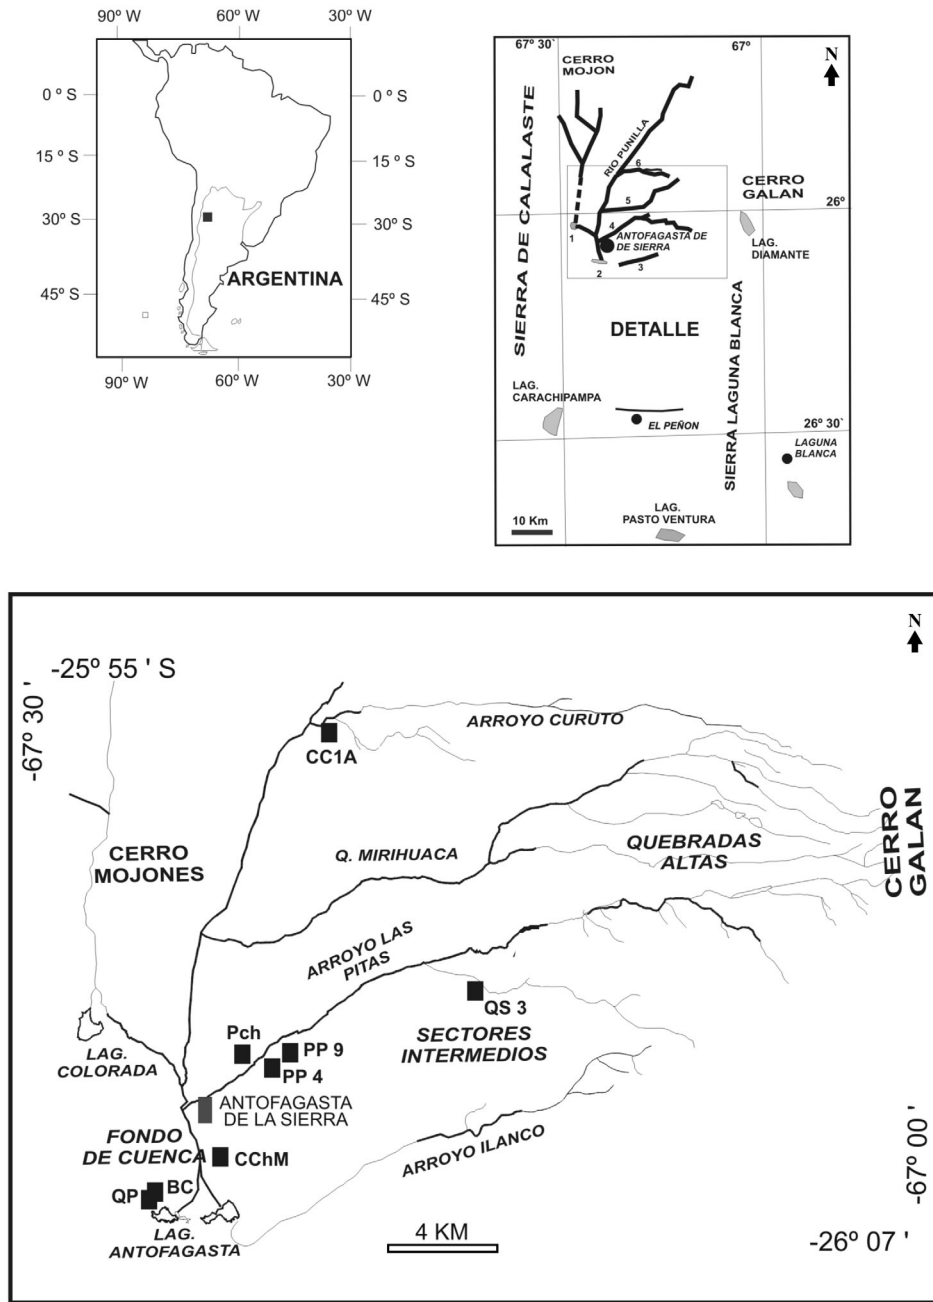 90º W
60º W
30º W
0 º S
0 º S
15 º S
15 º S
30º S
30º S
ARGENTINA
45º S
45º S
90º W
60º W
30º W
67º 30`
67º
CERRO
MOJON
N
SIERRA DE CALALASTE
RIO PUNILLA
6
CERRO
GALAN
5
26º
4
1
ANTOFAGASTA DE
DE SIERRA
LAG.
DIAMANTE
2
3
DETALLE
SIERRA LAGUNA BLANCA
LAG.
CARACHIPAMPA
EL PEÑON
26º 30
LAGUNA
BLANCA
LAG.
PASTO VENTURA
10 Km
N
-25º 55 ' S
-67º 30 '
ARROYO CURUTO
CC1A
CERRO
MOJONES
Q. MIRIHUACA
QUEBRADAS
ALTAS
CERRO
GALAN
ARROYO LAS
PITAS
QS 3
SECTORES
INTERMEDIOS
LAG.
COLORADA
Pch
PP 9
PP 4
ANTOFAGASTA
DE LA SIERRA
FONDO
DE CUENCA
CChM
ARROYO ILANCO
-67º 00 '
QP
BC
LAG.
ANTOFAGASTA
4 KM
-26º 07 '